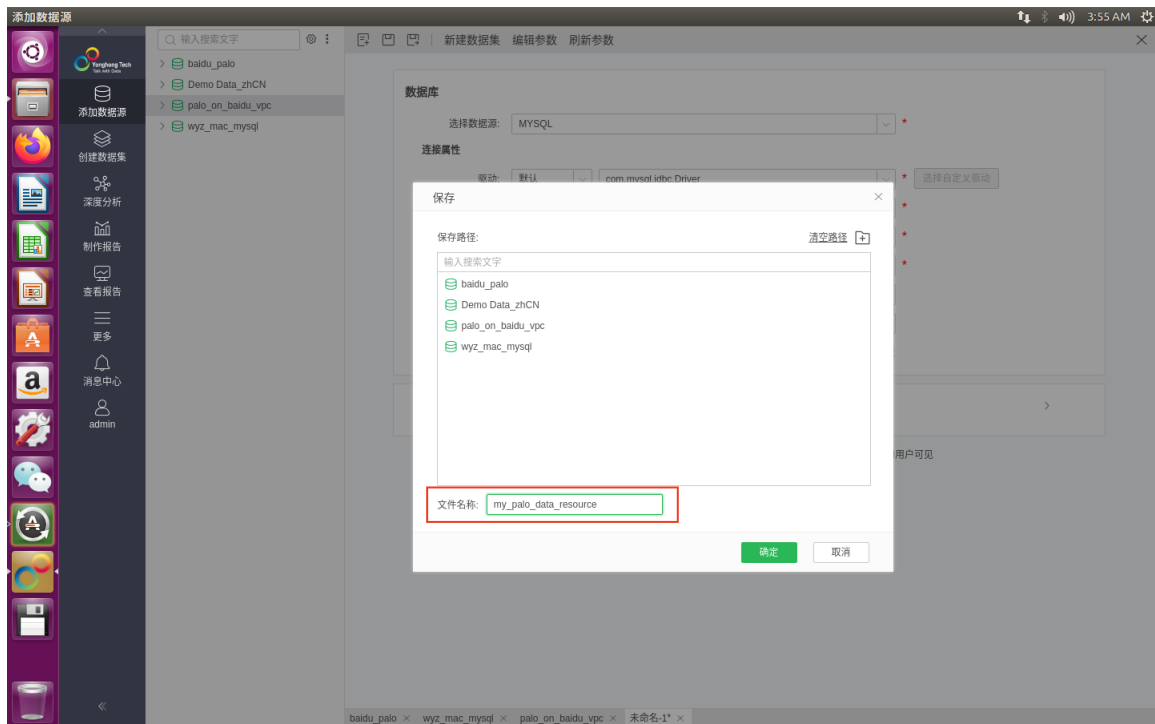 添加数据源
3:55 AM
Yonghong Tech
Talk with Data
添加数据源
创建数据集
深度分析
制作报告
查看报告
更多
消息中心
admin
输入搜索文字
baidu_palo
Demo Data_zhCN
palo_on_baidu_vpc
wyz_mac_mysql
新建数据集 编辑参数 刷新参数
数据库
选择数据源: MYSQL *
连接属性
驱动: 默认 com.mysql.jdbc.Driver * 选择自定义驱动
*
*
*
保存
保存路径: 清空路径
输入搜索文字
baidu_palo
Demo Data_zhCN
palo_on_baidu_vpc
wyz_mac_mysql
文件名称: my_palo_data_resource
确定 取消
用户可见
baidu_palo × wyz_mac_mysql × palo_on_baidu_vpc × 未命名-1* ×